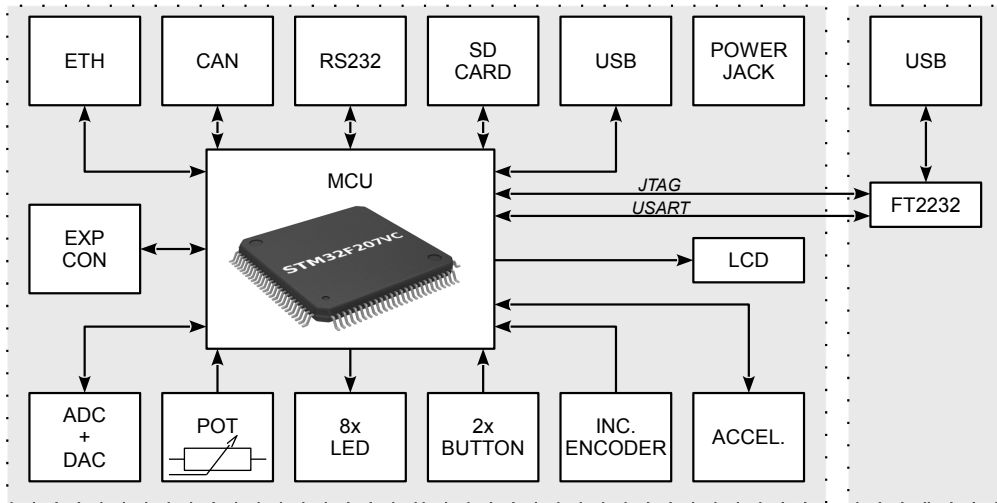 ETH
CAN
RS232
SD
CARD
USB
POWER
JACK
USB
MCU
STM32F207VC
JTAG
USART
FT2232
EXP
CON
LCD
ADC
+
DAC
POT
8x
LED
2x
BUTTON
INC.
ENCODER
ACCEL.